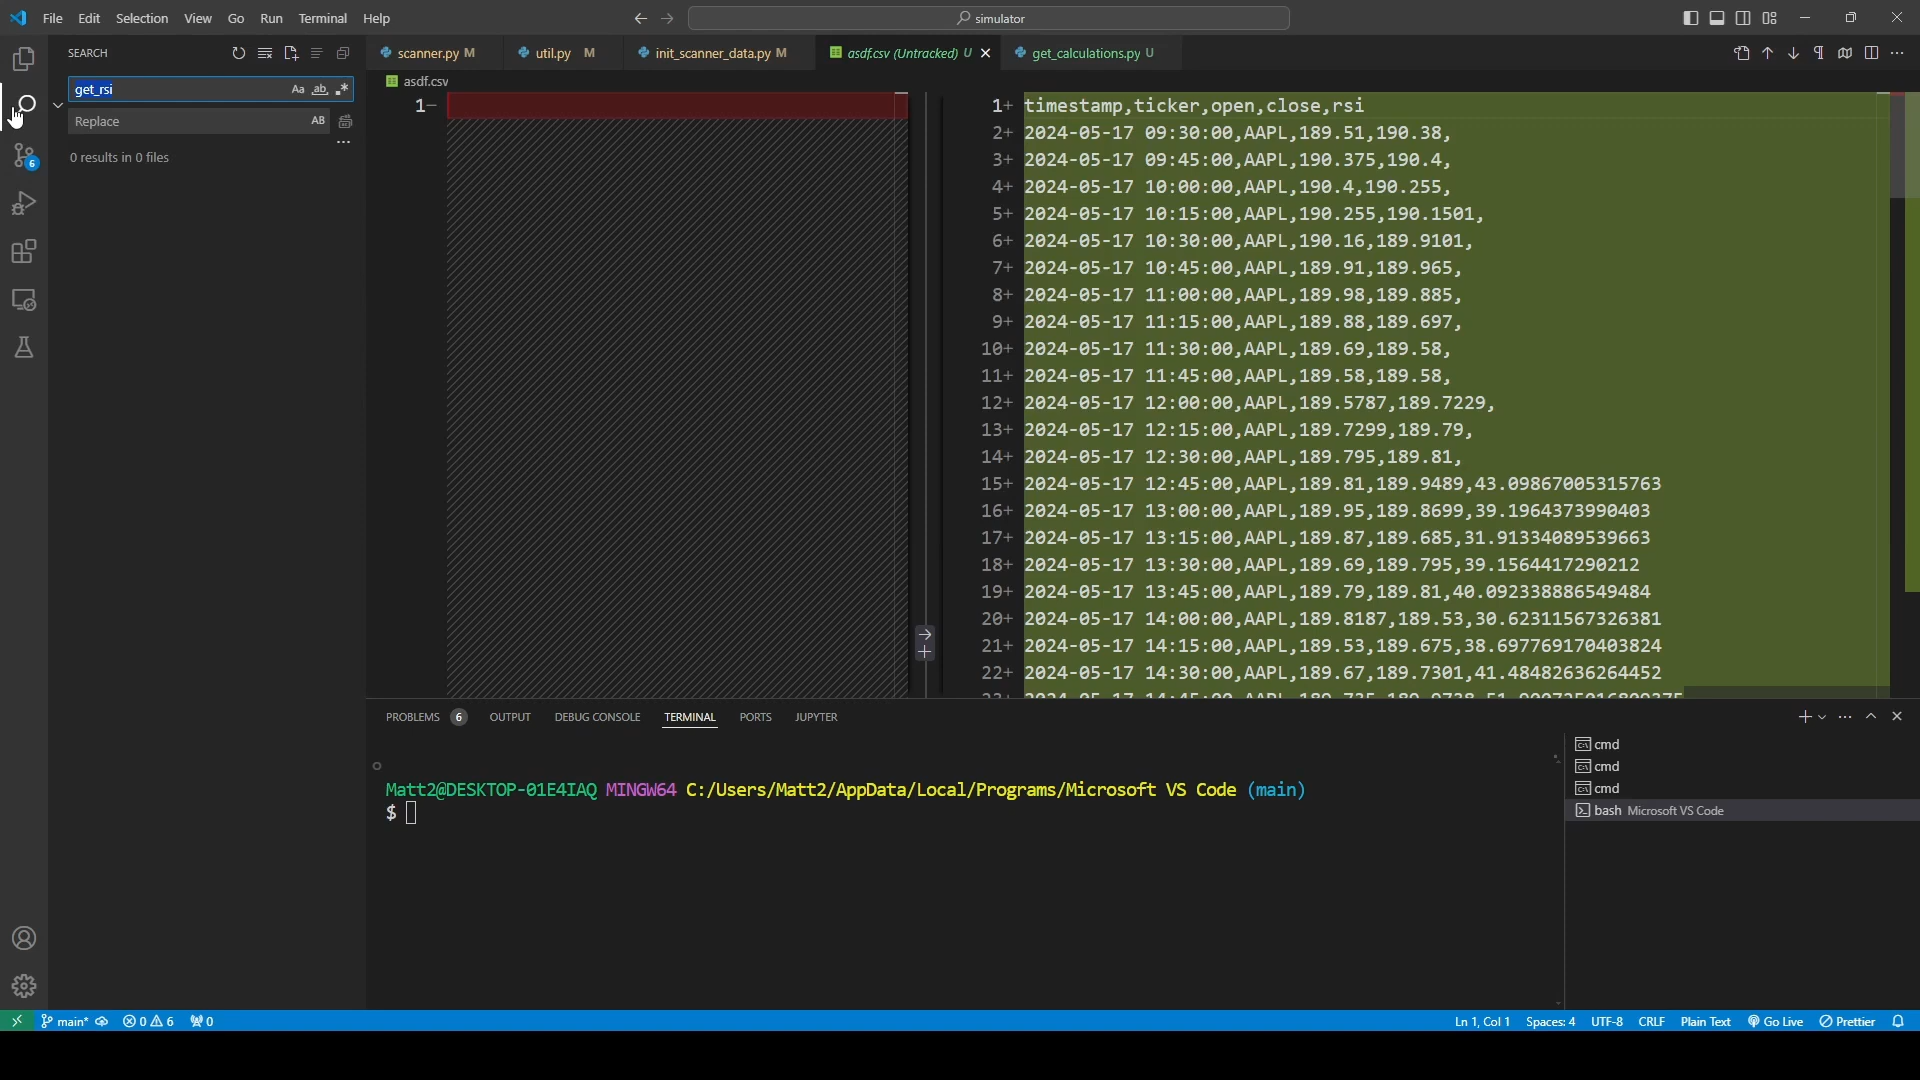 File Edit Selection View Go Run Terminal Help
simulator
SEARCH
get_rsi
Aa ab
Replace
AB
0 results in 0 files
6
scanner.py M
util.py M
init_scanner_data.py M
asdf.csv (Untracked) U
get_calculations.py U
asdf.csv
1−
1+ timestamp,ticker,open,close,rsi
2+ 2024-05-17 09:30:00,AAPL,189.51,190.38,
3+ 2024-05-17 09:45:00,AAPL,190.375,190.4,
4+ 2024-05-17 10:00:00,AAPL,190.4,190.255,
5+ 2024-05-17 10:15:00,AAPL,190.255,190.1501,
6+ 2024-05-17 10:30:00,AAPL,190.16,189.9101,
7+ 2024-05-17 10:45:00,AAPL,189.91,189.965,
8+ 2024-05-17 11:00:00,AAPL,189.98,189.885,
9+ 2024-05-17 11:15:00,AAPL,189.88,189.697,
10+ 2024-05-17 11:30:00,AAPL,189.69,189.58,
11+ 2024-05-17 11:45:00,AAPL,189.58,189.58,
12+ 2024-05-17 12:00:00,AAPL,189.5787,189.7229,
13+ 2024-05-17 12:15:00,AAPL,189.7299,189.79,
14+ 2024-05-17 12:30:00,AAPL,189.795,189.81,
15+ 2024-05-17 12:45:00,AAPL,189.81,189.9489,43.09867005315763
16+ 2024-05-17 13:00:00,AAPL,189.95,189.8699,39.1964373990403
17+ 2024-05-17 13:15:00,AAPL,189.87,189.685,31.91334089539663
18+ 2024-05-17 13:30:00,AAPL,189.69,189.795,39.1564417290212
19+ 2024-05-17 13:45:00,AAPL,189.79,189.81,40.092338886549484
20+ 2024-05-17 14:00:00,AAPL,189.8187,189.53,30.62311567326381
21+ 2024-05-17 14:15:00,AAPL,189.53,189.675,38.697769170403824
22+ 2024-05-17 14:30:00,AAPL,189.67,189.7301,41.48482636264452
PROBLEMS 6 OUTPUT DEBUG CONSOLE TERMINAL PORTS JUPYTER
Matt2@DESKTOP-01E4IAQ MINGW64 C:/Users/Matt2/AppData/Local/Programs/Microsoft VS Code (main)
$
cmd
cmd
cmd
bash Microsoft VS Code
main* 0 6 0
Ln 1, Col 1 Spaces: 4 UTF-8 CRLF Plain Text Go Live Prettier